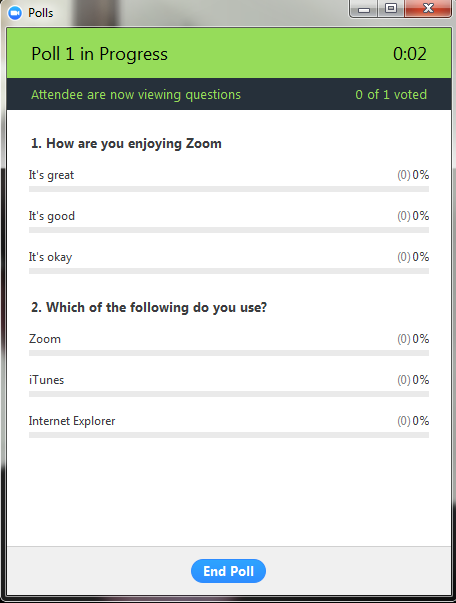 Polls
Poll 1 in Progress 0:02
Attendee are now viewing questions 0 of 1 voted
1. How are you enjoying Zoom
It's great (0) 0%
It's good (0) 0%
It's okay (0) 0%
2. Which of the following do you use?
Zoom (0) 0%
iTunes (0) 0%
Internet Explorer (0) 0%
End Poll